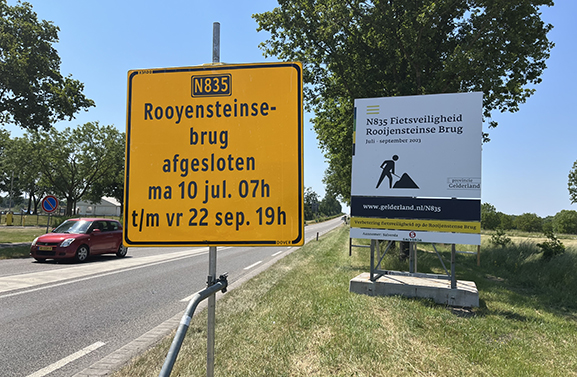 N835
Rooyensteinse-
brug
afgesloten
ma 10 jul. 07h
t/m vr 22 sep. 19h
N835 Fietsveiligheid
Rooijensteinse Brug
Juli - september 2023
provincie
Gelderland
www.gelderland.nl/N835
Verbetering fietsveiligheid op de Rooijensteinse Brug